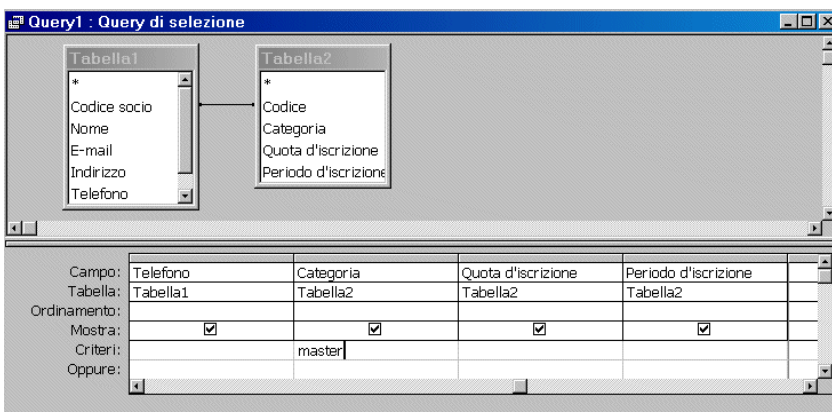 Query1 : Query di selezione
Tabella1
*
Codice socio
Nome
E-mail
Indirizzo
Telefono
Tabella2
*
Codice
Categoria
Quota d'iscrizione
Periodo d'iscrizione
Campo: Telefono Categoria Quota d'iscrizione Periodo d'iscrizione
Tabella: Tabella1 Tabella2 Tabella2 Tabella2
Ordinamento:
Mostra:
Criteri: master
Oppure: